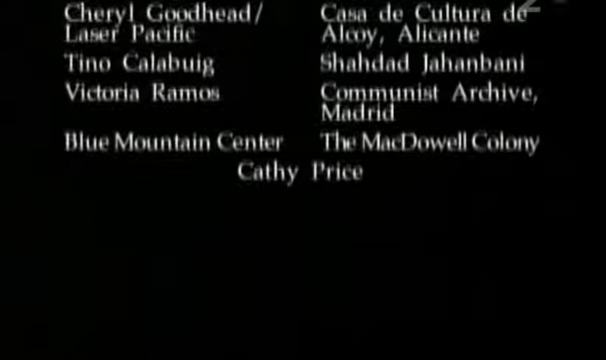 Cheryl Goodhead/ Casa de Cultura de
Laser Pacific Alcoy, Alicante
Tino Calabuig Shahdad Jahanbani
Victoria Ramos Communist Archive,
Madrid
Blue Mountain Center The MacDowell Colony
Cathy Price